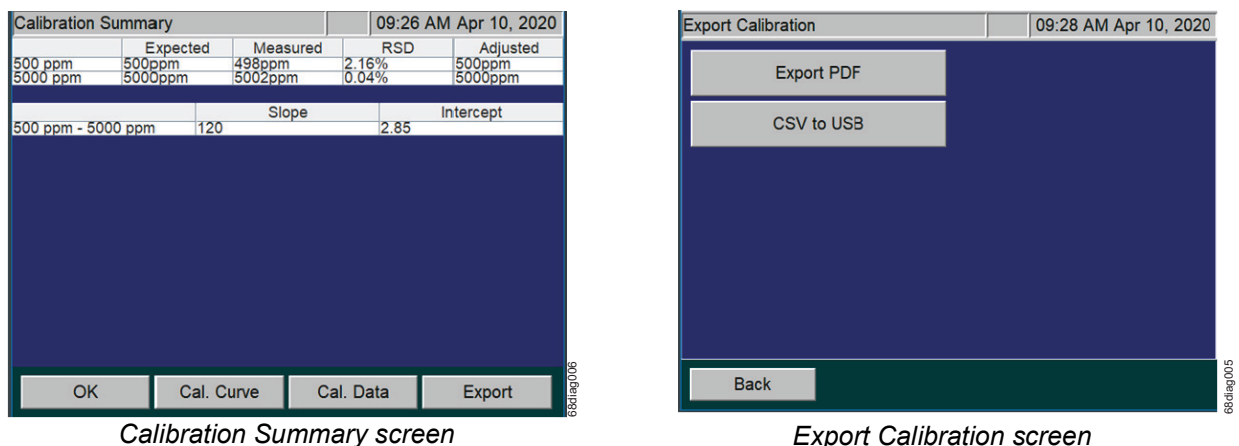 Calibration Summary 09:26 AM Apr 10, 2020
Expected Measured RSD Adjusted
500 ppm 500ppm 498ppm 2.16% 500ppm
5000 ppm 5000ppm 5002ppm 0.04% 5000ppm
Slope Intercept
500 ppm - 5000 ppm 120 2.85
OK Cal. Curve Cal. Data Export
68diag006
Calibration Summary screen
Export Calibration 09:28 AM Apr 10, 2020
Export PDF
CSV to USB
Back
68diag005
Export Calibration screen